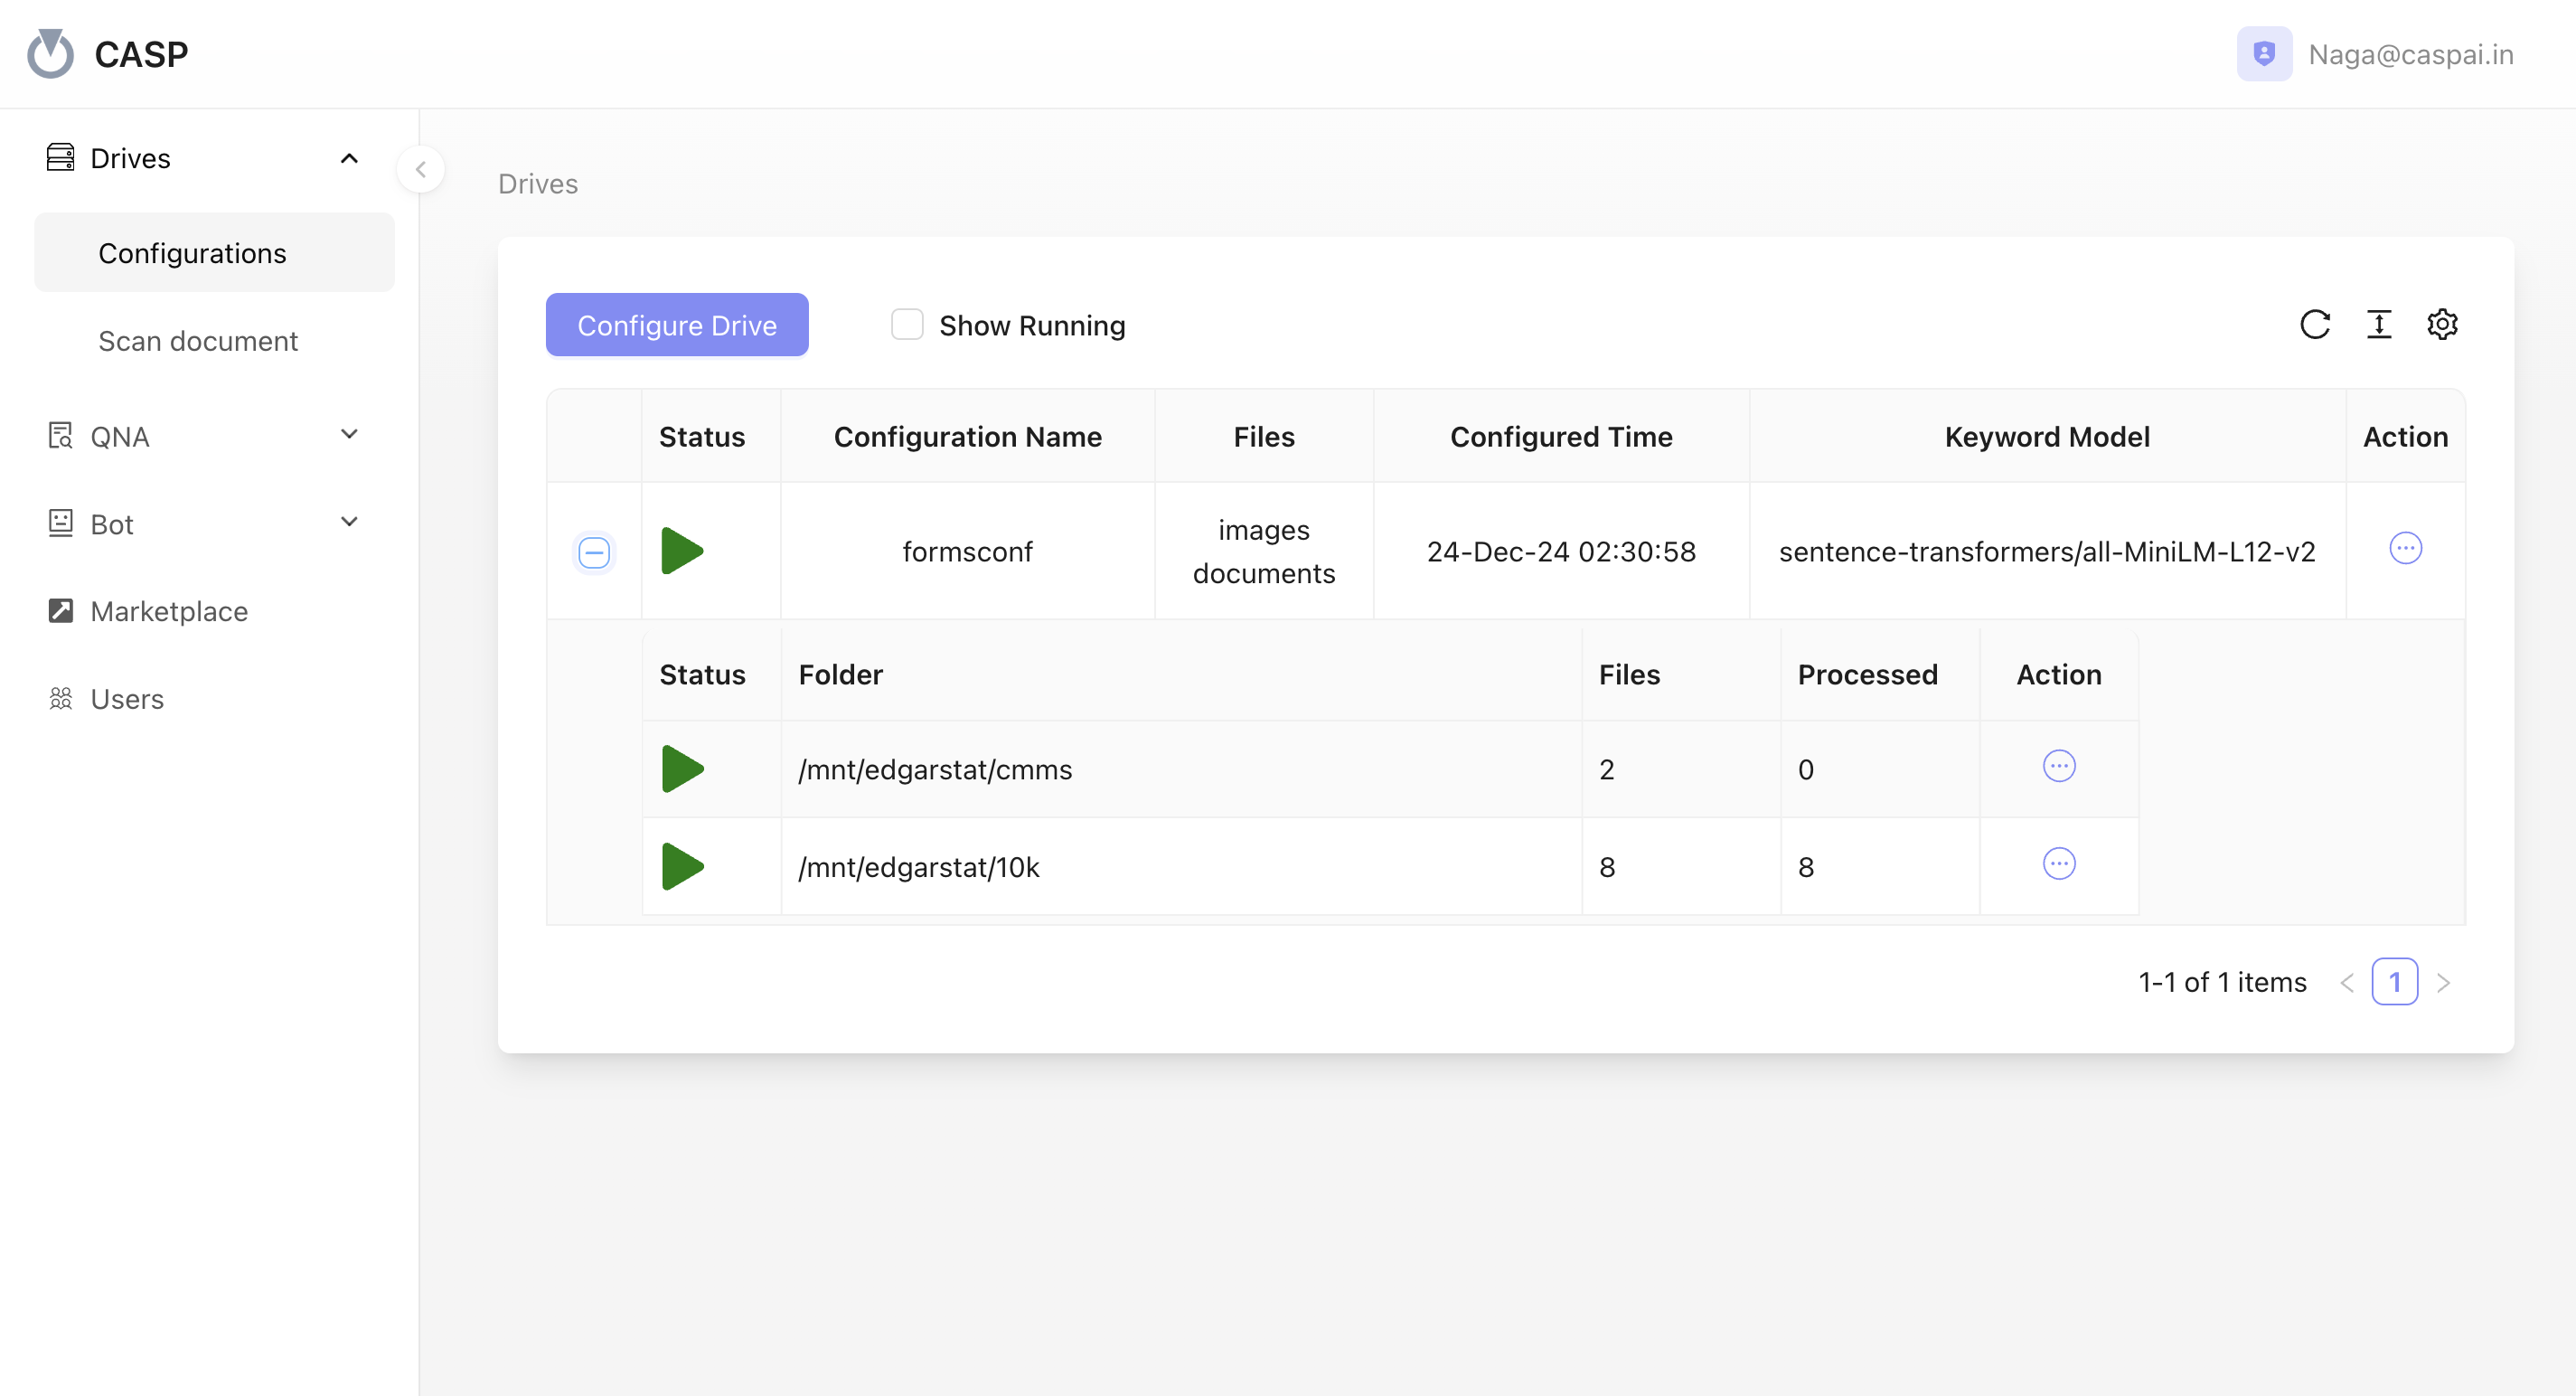 CASP
Naga@caspai.in
Drives
Configurations
Scan document
QNA
Bot
Marketplace
Users
Drives
Configure Drive
Show Running
Status Configuration Name Files Configured Time Keyword Model Action
formsconf images documents 24-Dec-24 02:30:58 sentence-transformers/all-MiniLM-L12-v2
Status Folder Files Processed Action
/mnt/edgarstat/cmms 2 0
/mnt/edgarstat/10k 8 8
1-1 of 1 items 1